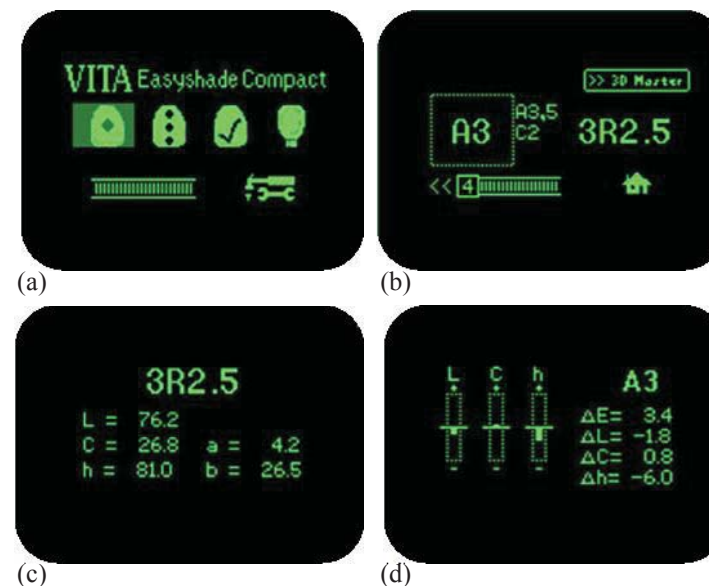 VITA Easyshade Compact
(a)
>> 3D Master
A3
A3,5
C2
3R2.5
<< 4
(b)
3R2.5
L = 76.2
C = 26.8 a = 4.2
h = 81.0 b = 26.5
(c)
L C h
A3
ΔE= 3.4
ΔL= -1.8
ΔC= 0.8
Δh= -6.0
(d)